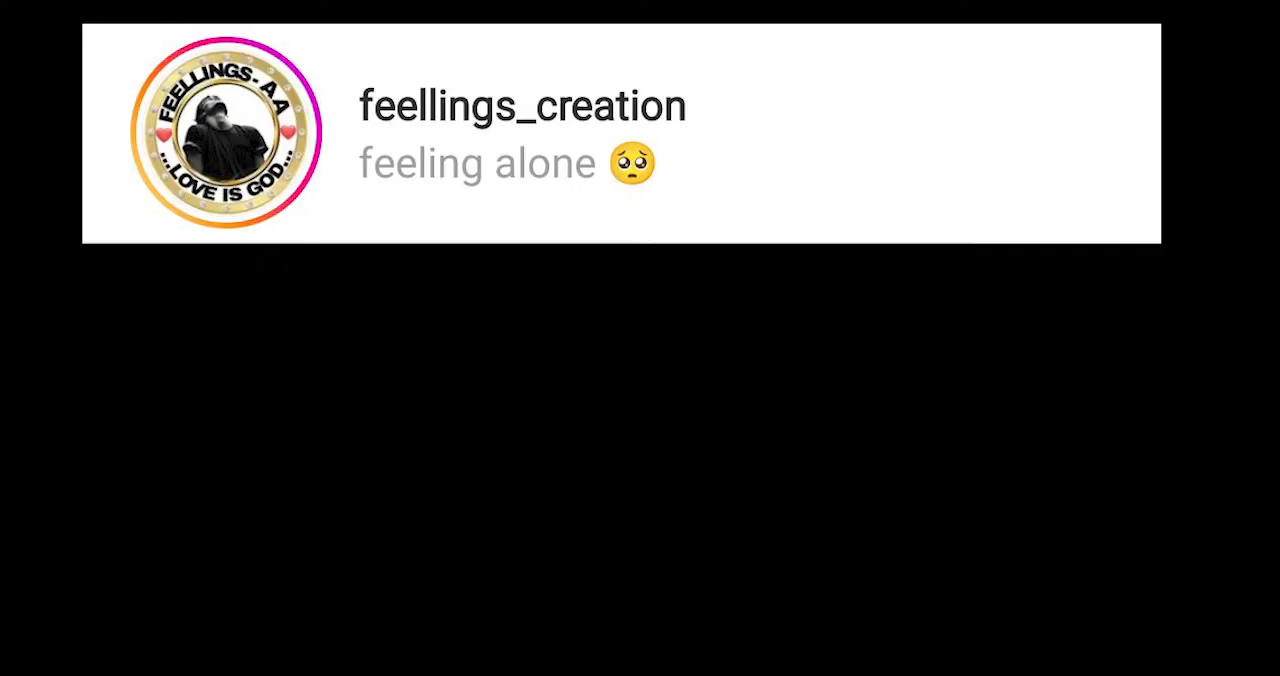 FEELLINGS-A A
...LOVE IS GOD...
feellings_creation
feeling alone 🥺